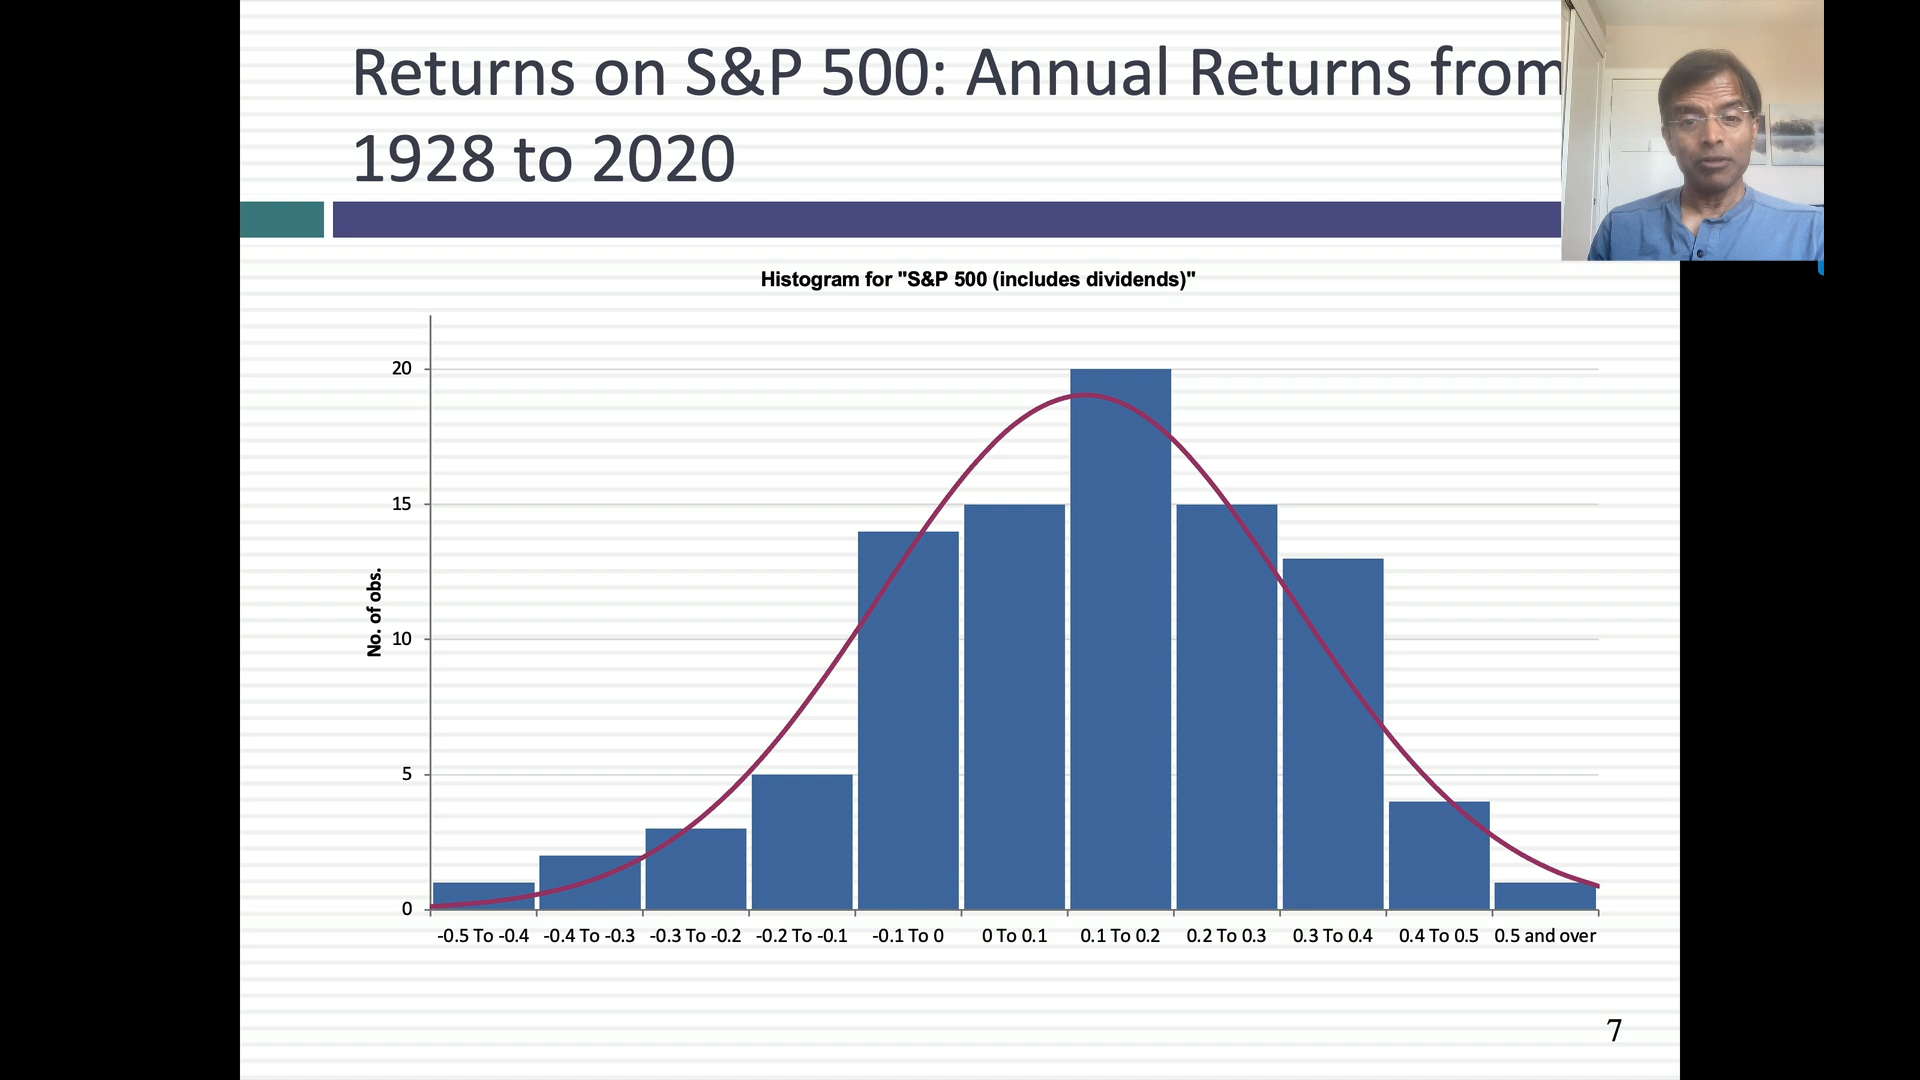 Returns on S&P 500: Annual Returns from
1928 to 2020
Histogram for "S&P 500 (includes dividends)"
No. of obs.
20
15
10
5
0
-0.5 To -0.4 -0.4 To -0.3 -0.3 To -0.2 -0.2 To -0.1 -0.1 To 0 0 To 0.1 0.1 To 0.2 0.2 To 0.3 0.3 To 0.4 0.4 To 0.5 0.5 and over
7